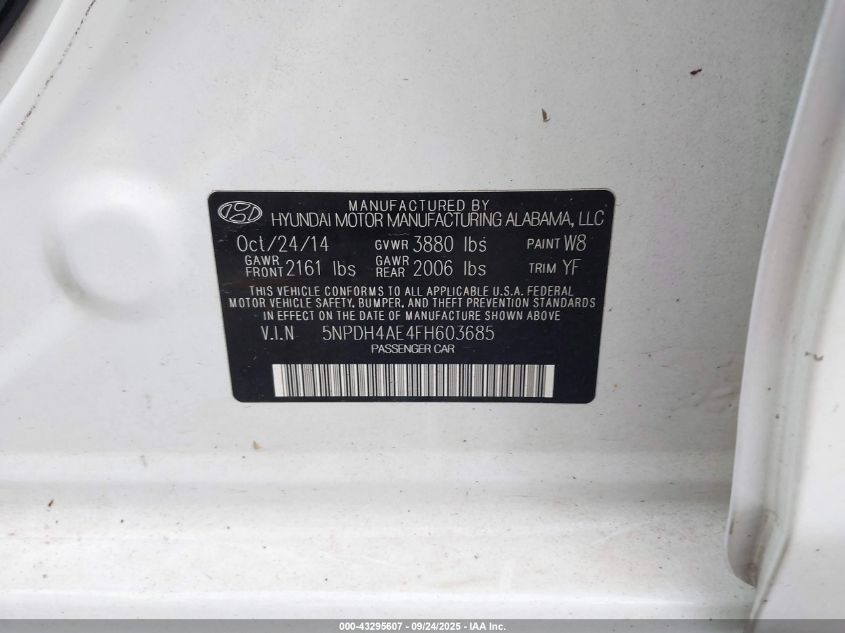 MANUFACTURED BY
HYUNDAI MOTOR MANUFACTURING ALABAMA, LLC
Oct/24/14 GVWR 3880 lbs PAINT W8
GAWR FRONT 2161 lbs GAWR REAR 2006 lbs TRIM YF
THIS VEHICLE CONFORMS TO ALL APPLICABLE U.S.A. FEDERAL
MOTOR VEHICLE SAFETY, BUMPER, AND THEFT PREVENTION STANDARDS
IN EFFECT ON THE DATE OF MANUFACTURE SHOWN ABOVE
V.I.N 5NPDH4AE4FH603685
PASSENGER CAR
000-43295607 - 09/24/2025 - IAA Inc.